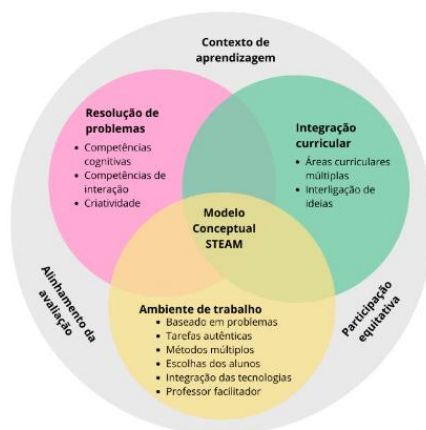 Contexto de
aprendizagem
Resolução de
problemas
• Competências
cognitivas
• Competências de
interação
• Criatividade
Integração
curricular
• Áreas curriculares
múltiplas
• Interligação de
ideias
Modelo
Conceptual
STEAM
Ambiente de trabalho
• Baseado em problemas
• Tarefas autênticas
• Métodos múltiplos
• Escolhas dos alunos
• Integração das tecnologias
• Professor facilitador
Alinhamento da
avaliação
Participação
equitativa